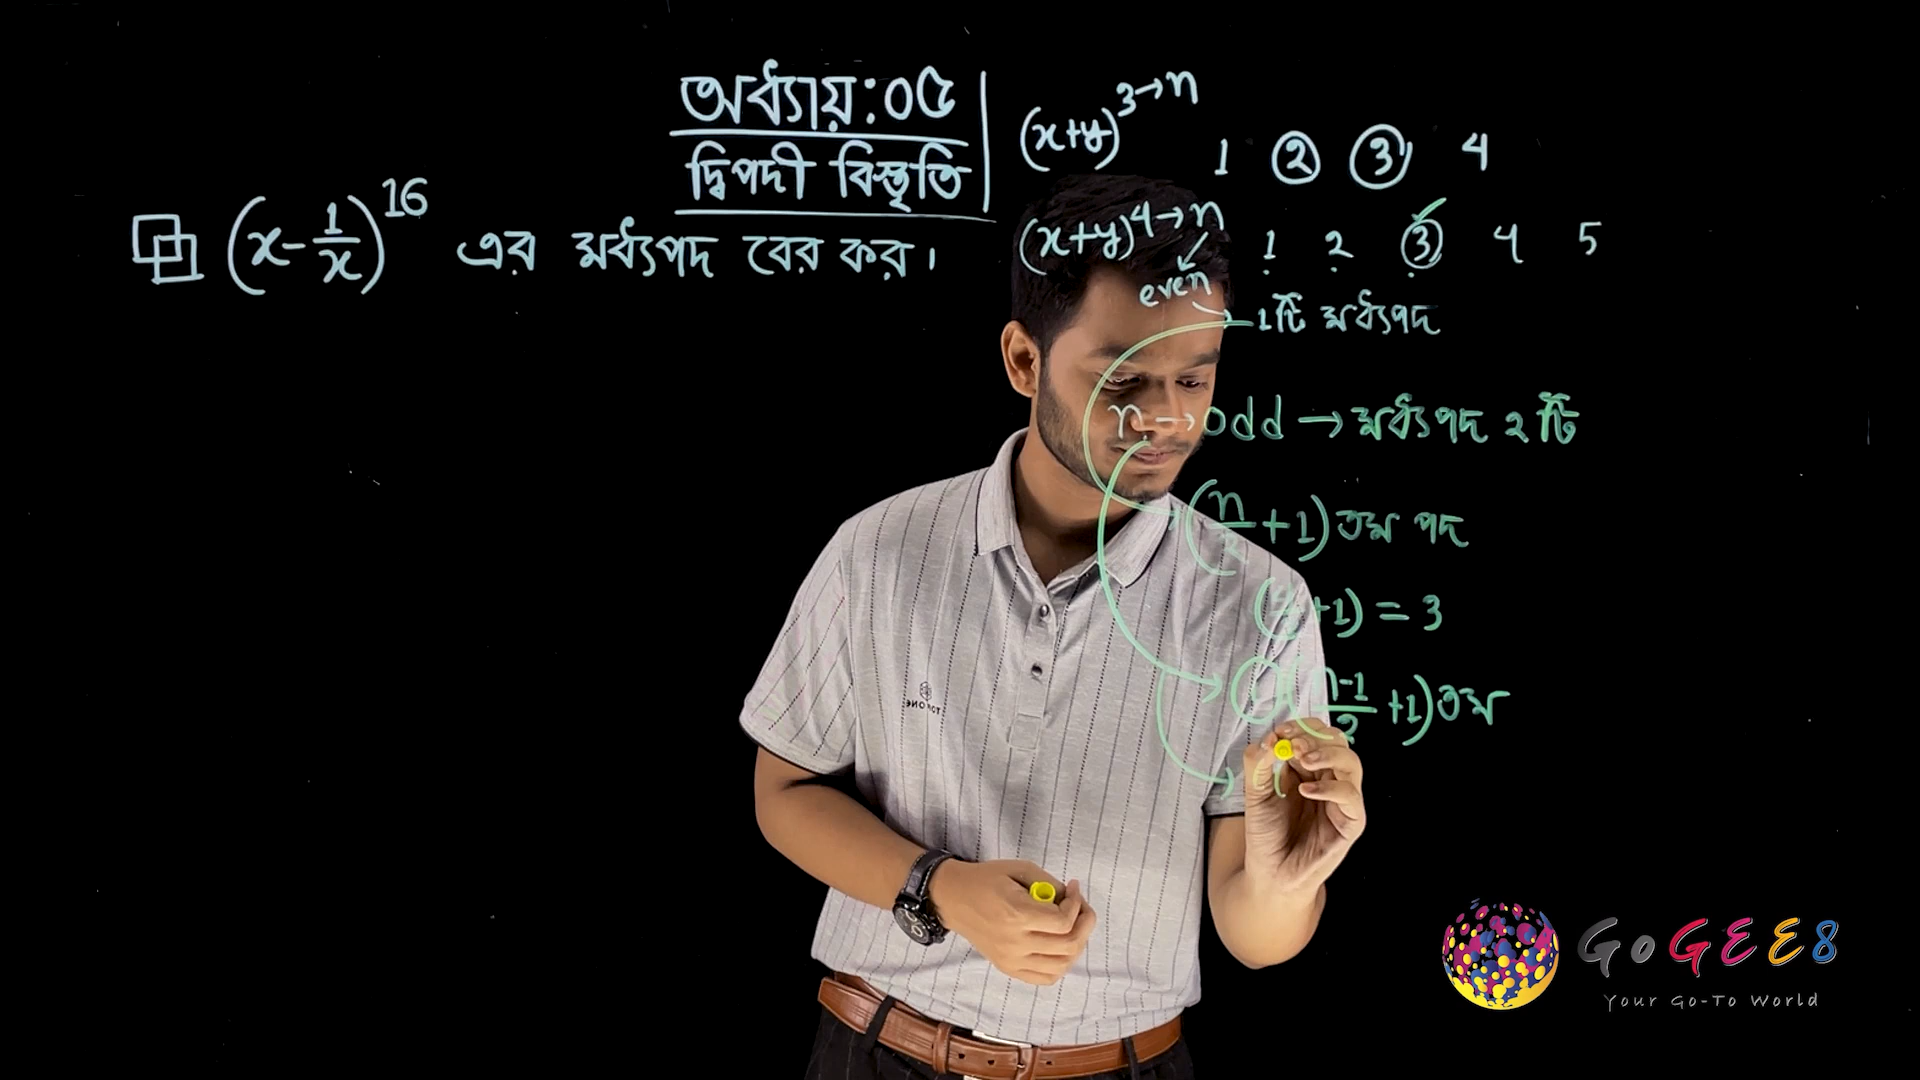 অধ্যায়:০৫
দ্বিপদী বিস্তৃতি
(x - 1/x)^16 এর মধ্যপদ বের কর।
(x+y)^3→n
1 2 3 4
(x+y)^4→n
1 2 3 4 5
even
1টি মধ্যপদ
n → odd → মধ্যপদ 2 টি
(n/2 + 1) তম পদ
+1) = 3
(n-1/2 + 1) তম
GoGEE8
Your Go-To World